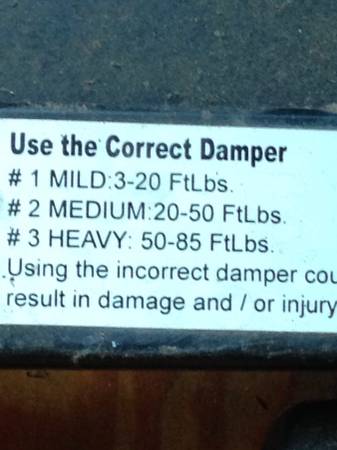 Use the Correct Damper
# 1 MILD:3-20 FtLbs.
# 2 MEDIUM:20-50 FtLbs.
# 3 HEAVY: 50-85 FtLbs.
Using the incorrect damper cou
result in damage and / or injury